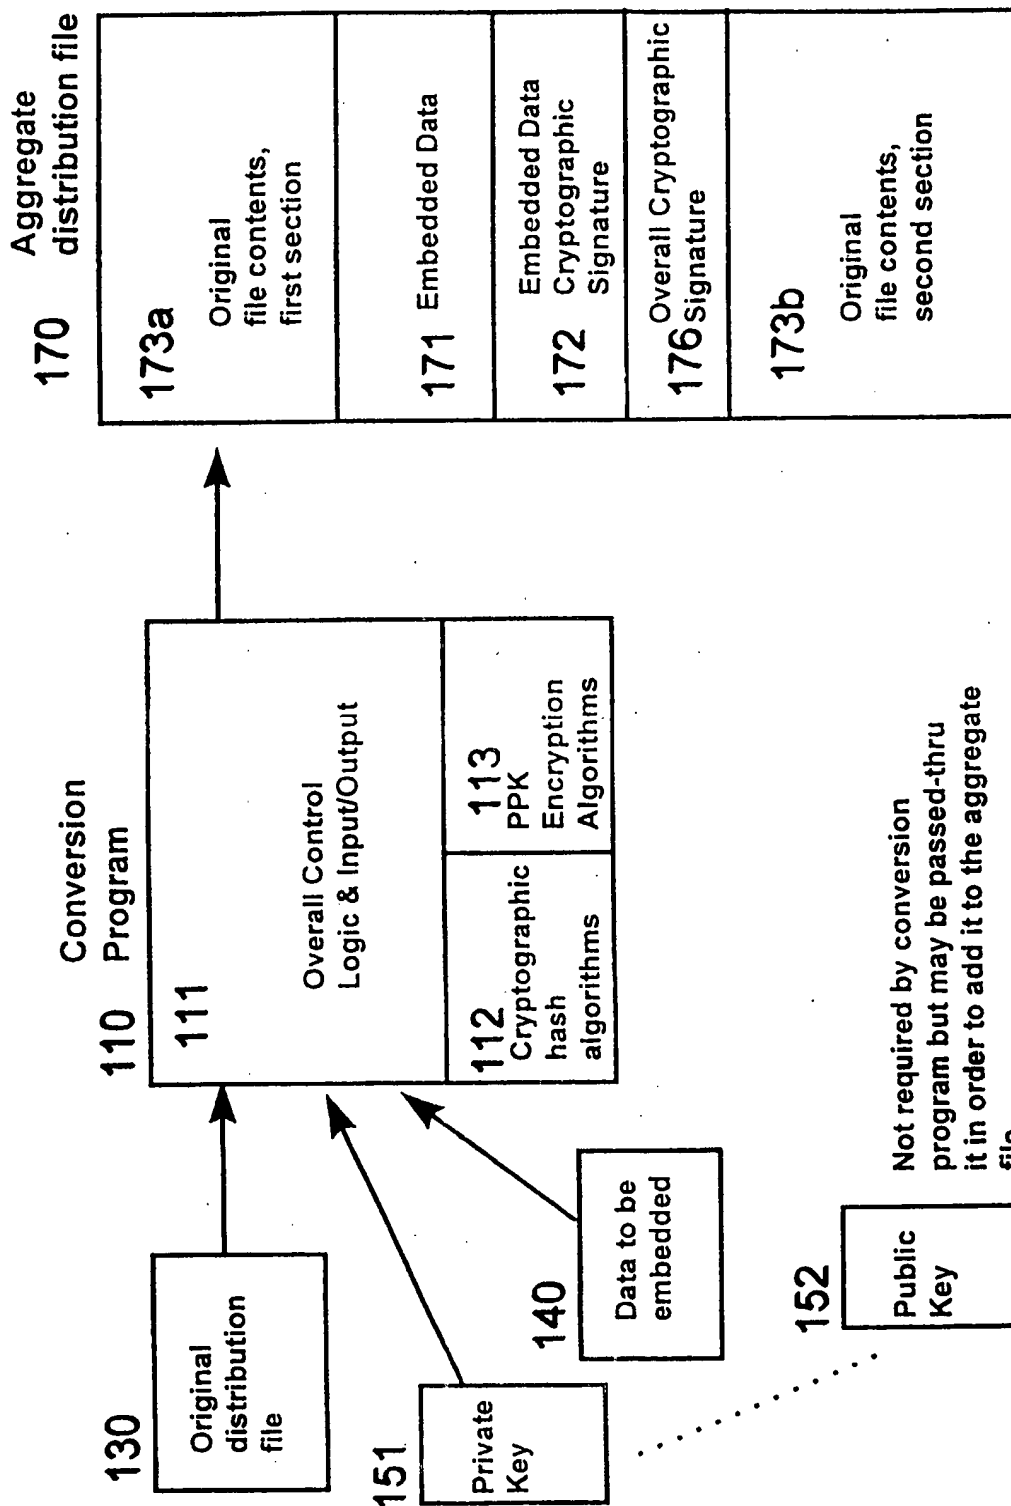 130
Original
distribution
file
151
Private
Key
140
Data to be
embedded
152
Public
Key
Not required by conversion
program but may be passed-thru
it in order to add it to the aggregate
file
110
Conversion
Program
111
Overall Control
Logic & Input/Output
112
Cryptographic
hash
algorithms
113
PPK
Encryption
Algorithms
170
Aggregate
distribution file
173a
Original
file contents,
first section
171
Embedded Data
172
Embedded Data
Cryptographic
Signature
176
Overall Cryptographic
Signature
173b
Original
file contents,
second section